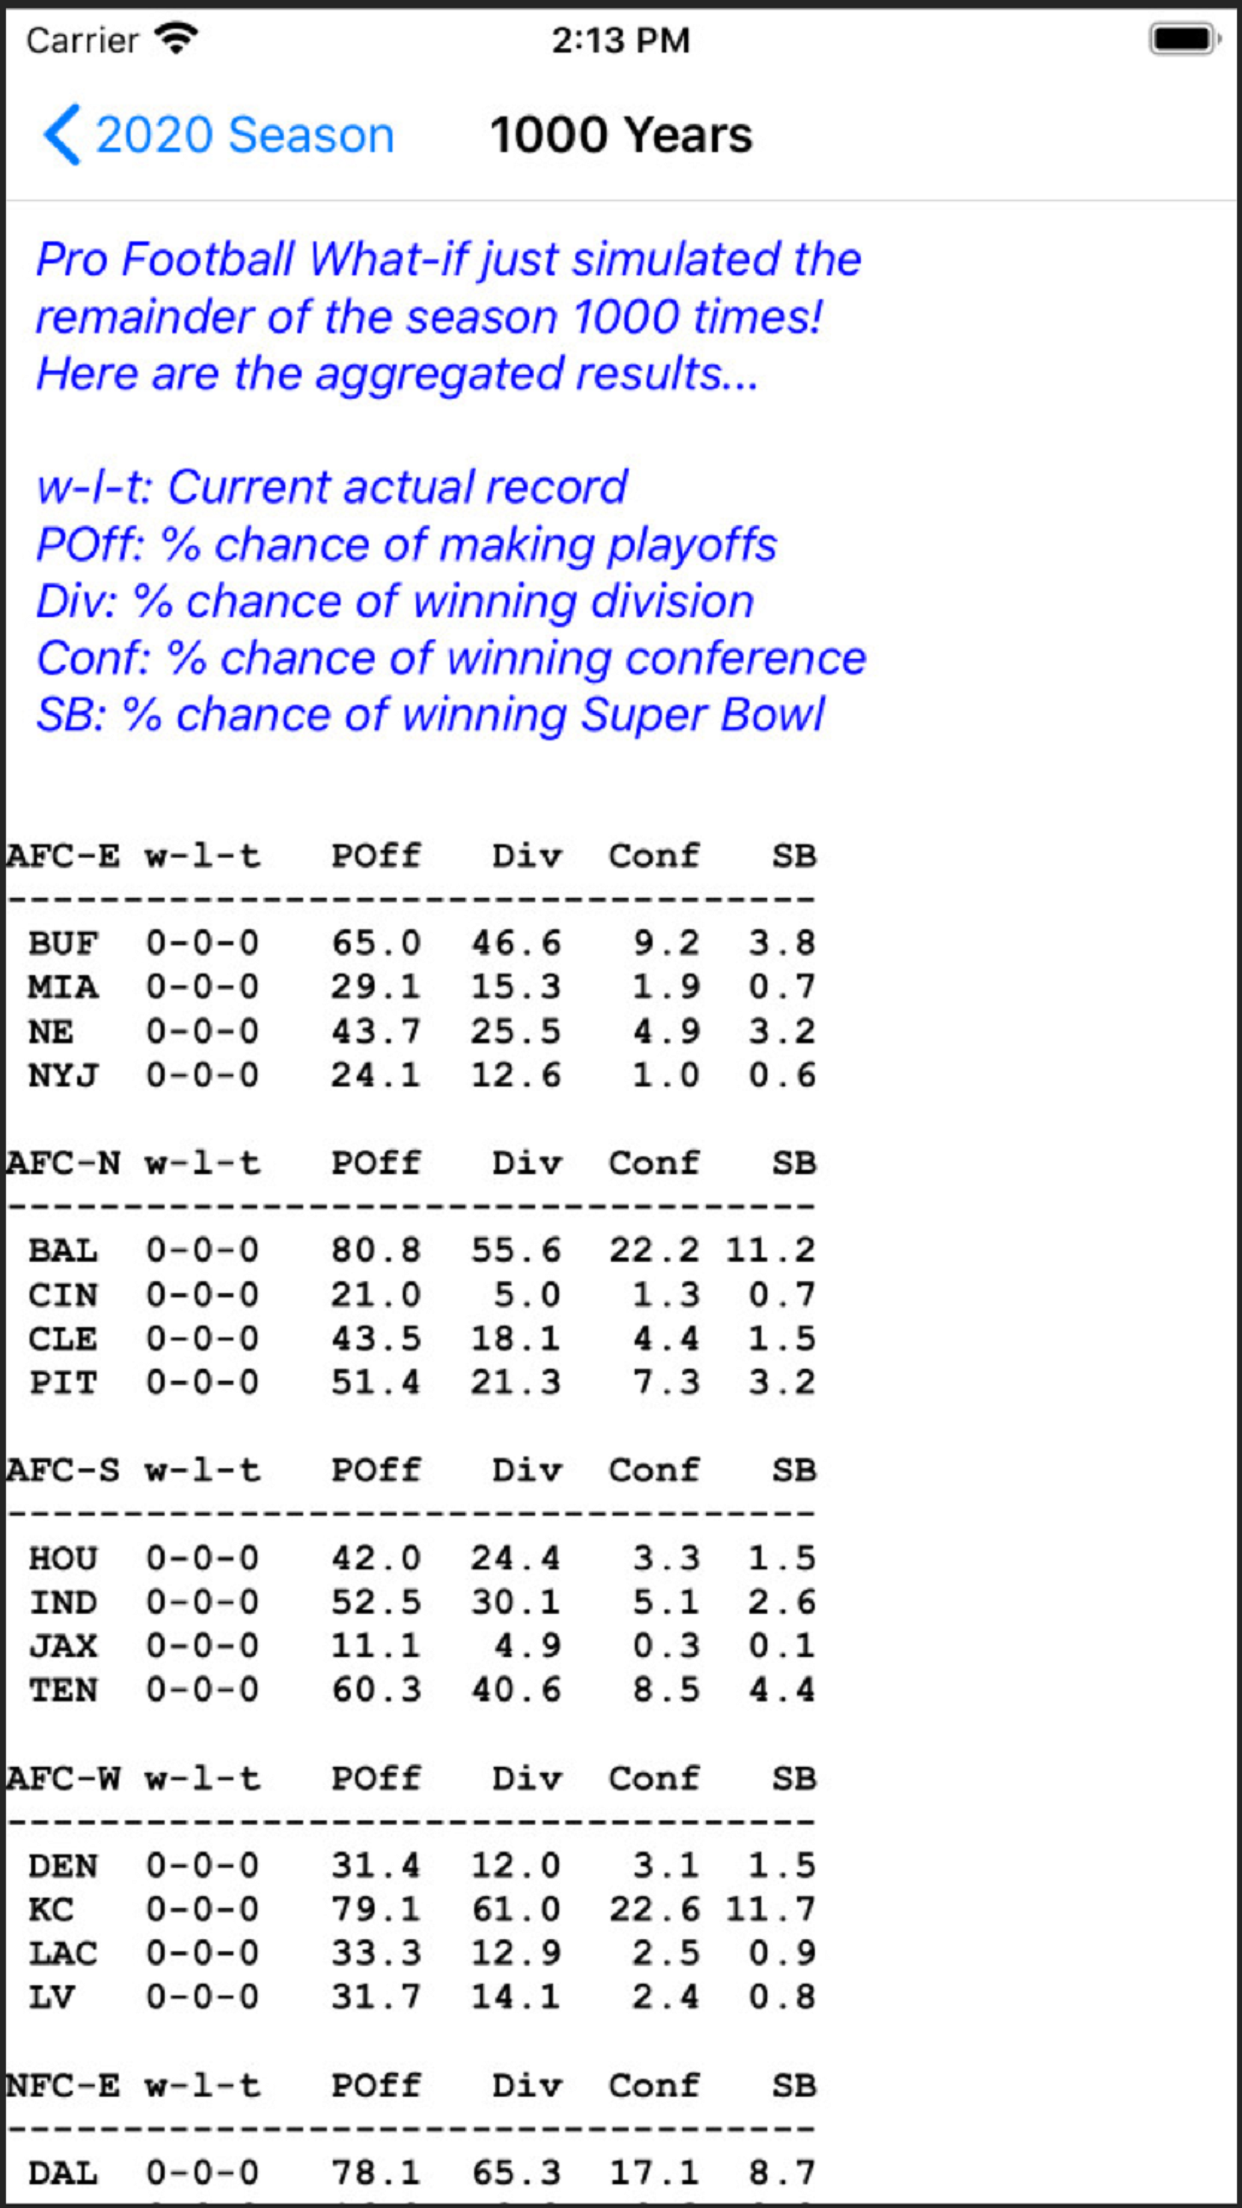 Carrier 2:13 PM
2020 Season 1000 Years
Pro Football What-if just simulated the
remainder of the season 1000 times!
Here are the aggregated results...
w-l-t: Current actual record
POff: % chance of making playoffs
Div: % chance of winning division
Conf: % chance of winning conference
SB: % chance of winning Super Bowl
AFC-E w-l-t POff Div Conf SB
-----------------------------------
BUF 0-0-0 65.0 46.6 9.2 3.8
MIA 0-0-0 29.1 15.3 1.9 0.7
NE 0-0-0 43.7 25.5 4.9 3.2
NYJ 0-0-0 24.1 12.6 1.0 0.6
AFC-N w-l-t POff Div Conf SB
-----------------------------------
BAL 0-0-0 80.8 55.6 22.2 11.2
CIN 0-0-0 21.0 5.0 1.3 0.7
CLE 0-0-0 43.5 18.1 4.4 1.5
PIT 0-0-0 51.4 21.3 7.3 3.2
AFC-S w-l-t POff Div Conf SB
-----------------------------------
HOU 0-0-0 42.0 24.4 3.3 1.5
IND 0-0-0 52.5 30.1 5.1 2.6
JAX 0-0-0 11.1 4.9 0.3 0.1
TEN 0-0-0 60.3 40.6 8.5 4.4
AFC-W w-l-t POff Div Conf SB
-----------------------------------
DEN 0-0-0 31.4 12.0 3.1 1.5
KC 0-0-0 79.1 61.0 22.6 11.7
LAC 0-0-0 33.3 12.9 2.5 0.9
LV 0-0-0 31.7 14.1 2.4 0.8
NFC-E w-l-t POff Div Conf SB
-----------------------------------
DAL 0-0-0 78.1 65.3 17.1 8.7